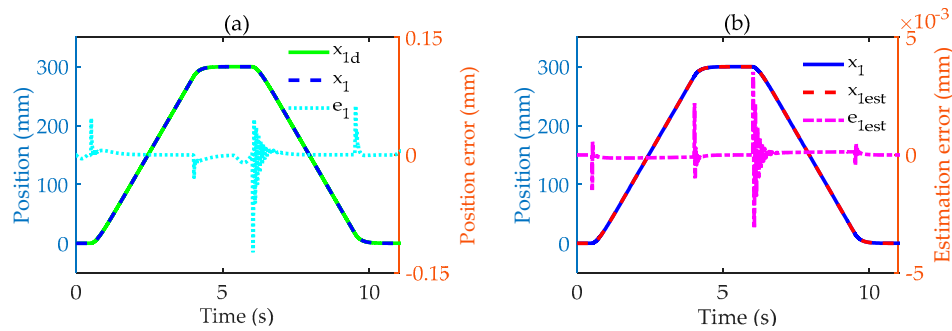 (a)
Position (mm)
300
200
100
0
x1d
x1
e1
0.15
0
-0.15
Position error (mm)
0
5
10
Time (s)
(b)
×10-3
Position (mm)
300
200
100
0
x1
x1est
e1est
5
0
-5
Estimation error (mm)
0
5
10
Time (s)